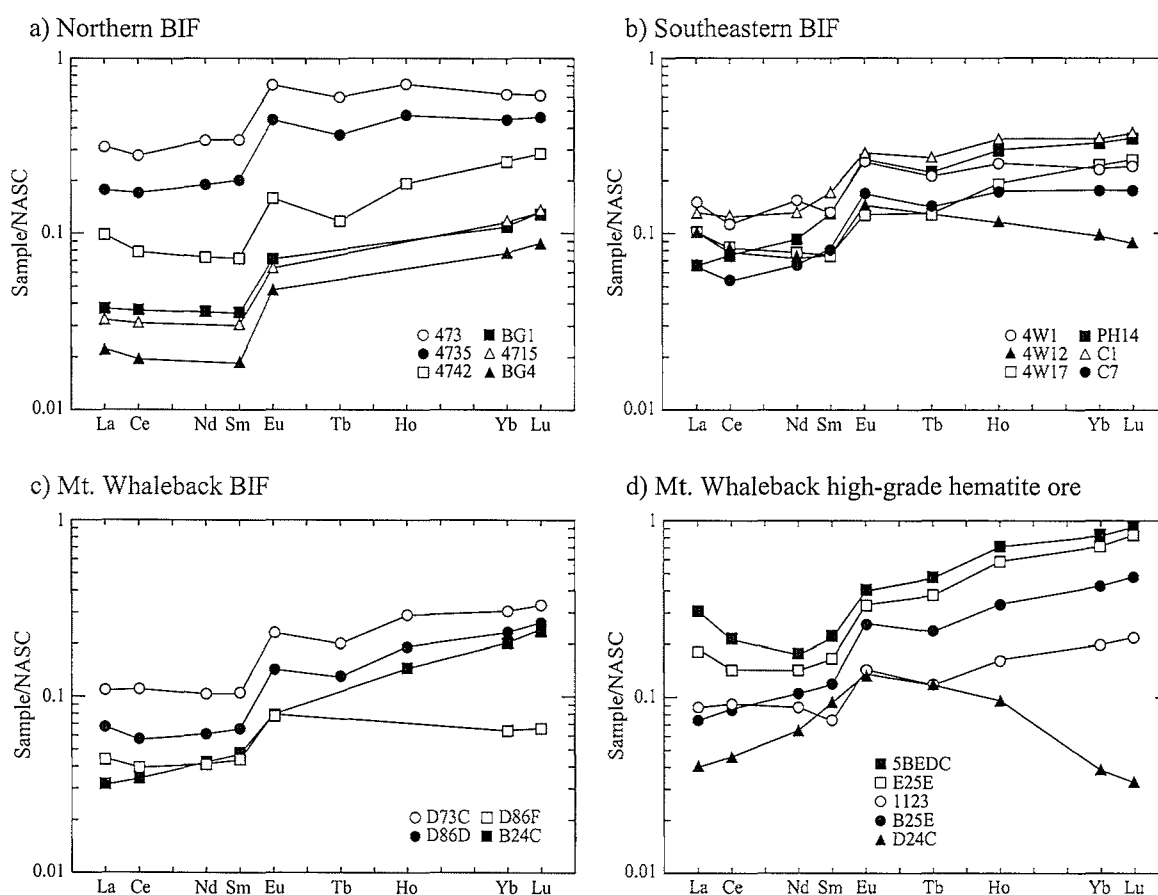 a) Northern BIF
1
Sample/NASC
0.1
0.01
473 BG1
4735 4715
4742 BG4
La Ce Nd Sm Eu Tb Ho Yb Lu
b) Southeastern BIF
1
Sample/NASC
0.1
0.01
4W1 PH14
4W12 C1
4W17 C7
La Ce Nd Sm Eu Tb Ho Yb Lu
c) Mt. Whaleback BIF
1
Sample/NASC
0.1
0.01
D73C D86F
D86D B24C
La Ce Nd Sm Eu Tb Ho Yb Lu
d) Mt. Whaleback high-grade hematite ore
1
Sample/NASC
0.1
0.01
5BEDC
E25E
1123
B25E
D24C
La Ce Nd Sm Eu Tb Ho Yb Lu